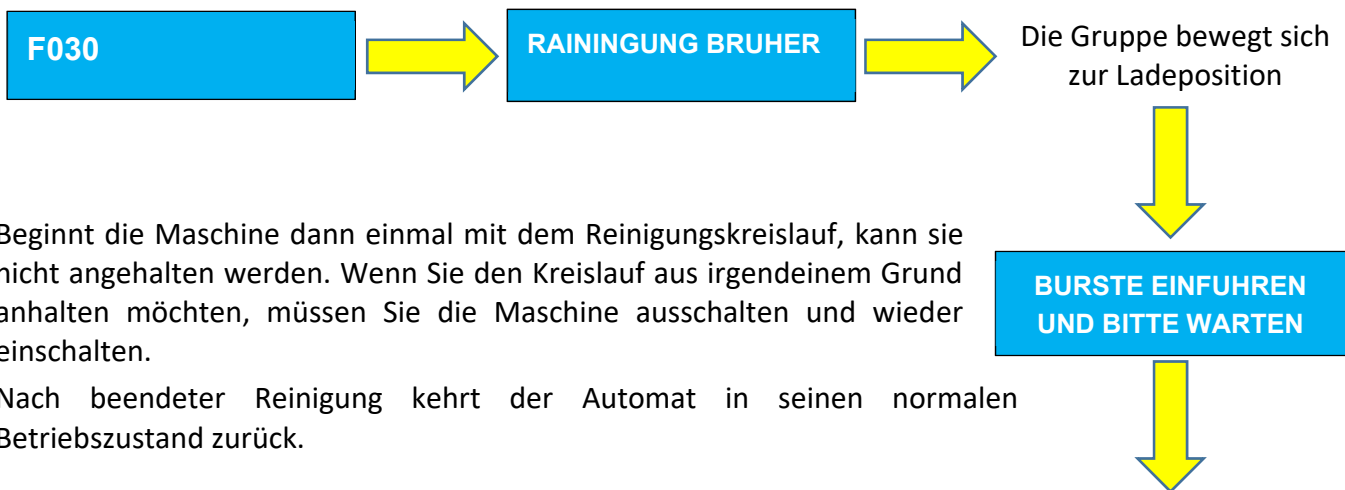 F030
RAININGUNG BRUHER
Die Gruppe bewegt sich
zur Ladeposition
Beginnt die Maschine dann einmal mit dem Reinigungskreislauf, kann sie
nicht angehalten werden. Wenn Sie den Kreislauf aus irgendeinem Grund
anhalten möchten, müssen Sie die Maschine ausschalten und wieder
einschalten.
BURSTE EINFUHREN
UND BITTE WARTEN
Nach beendeter Reinigung kehrt der Automat in seinen normalen
Betriebszustand zurück.